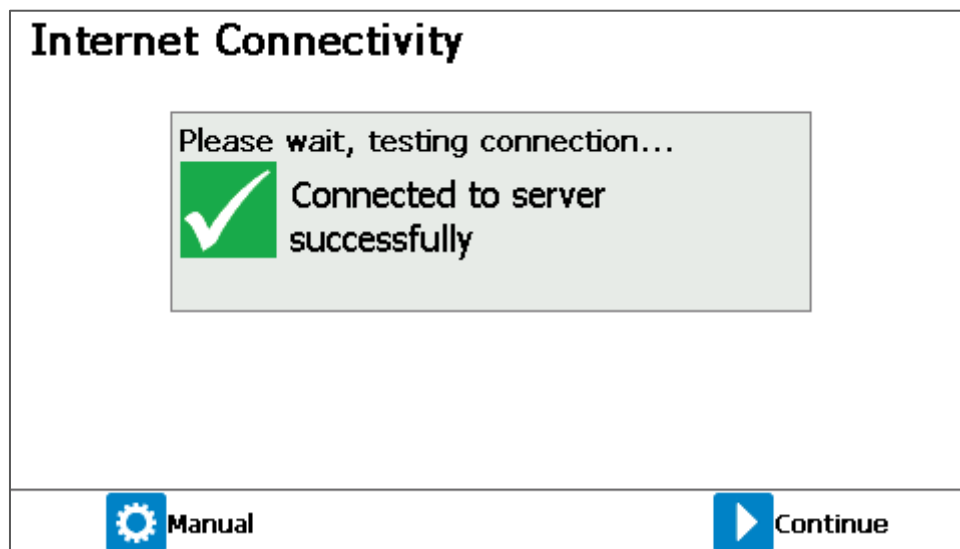 Internet Connectivity
Please wait, testing connection...
Connected to server
successfully
Manual
Continue